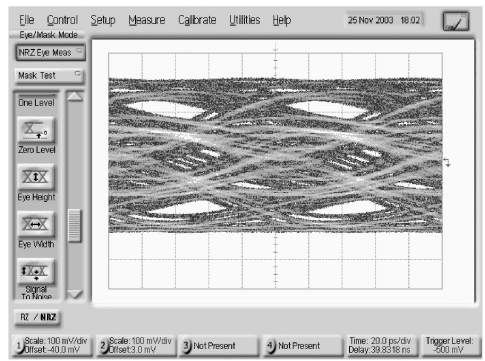 File Control Setup Measure Calibrate Utilities Help 25 Nov 2003 18:02
Eye/Mask Mode
NRZ Eye Meas
Mask Test
One Level
Zero Level
Eye Height
Eye Width
Signal
To Noise
RZ / NRZ
1 Scale: 100 mV/div
Offset:-40.0 mV
2 Scale: 100 mV/div
Offset:3.0 mV
3 Not Present
4 Not Present
Time: 20.0 ps/div
Delay:39.8318 ns
Trigger Level:
-500 mV